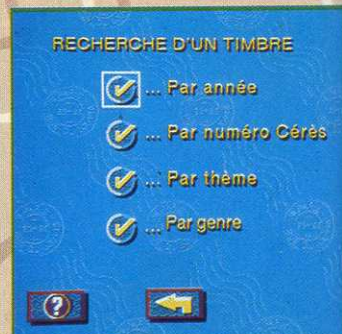 RECHERCHE D'UN TIMBRE
... Par année
... Par numéro Cérès
... Par thème
... Par genre
?